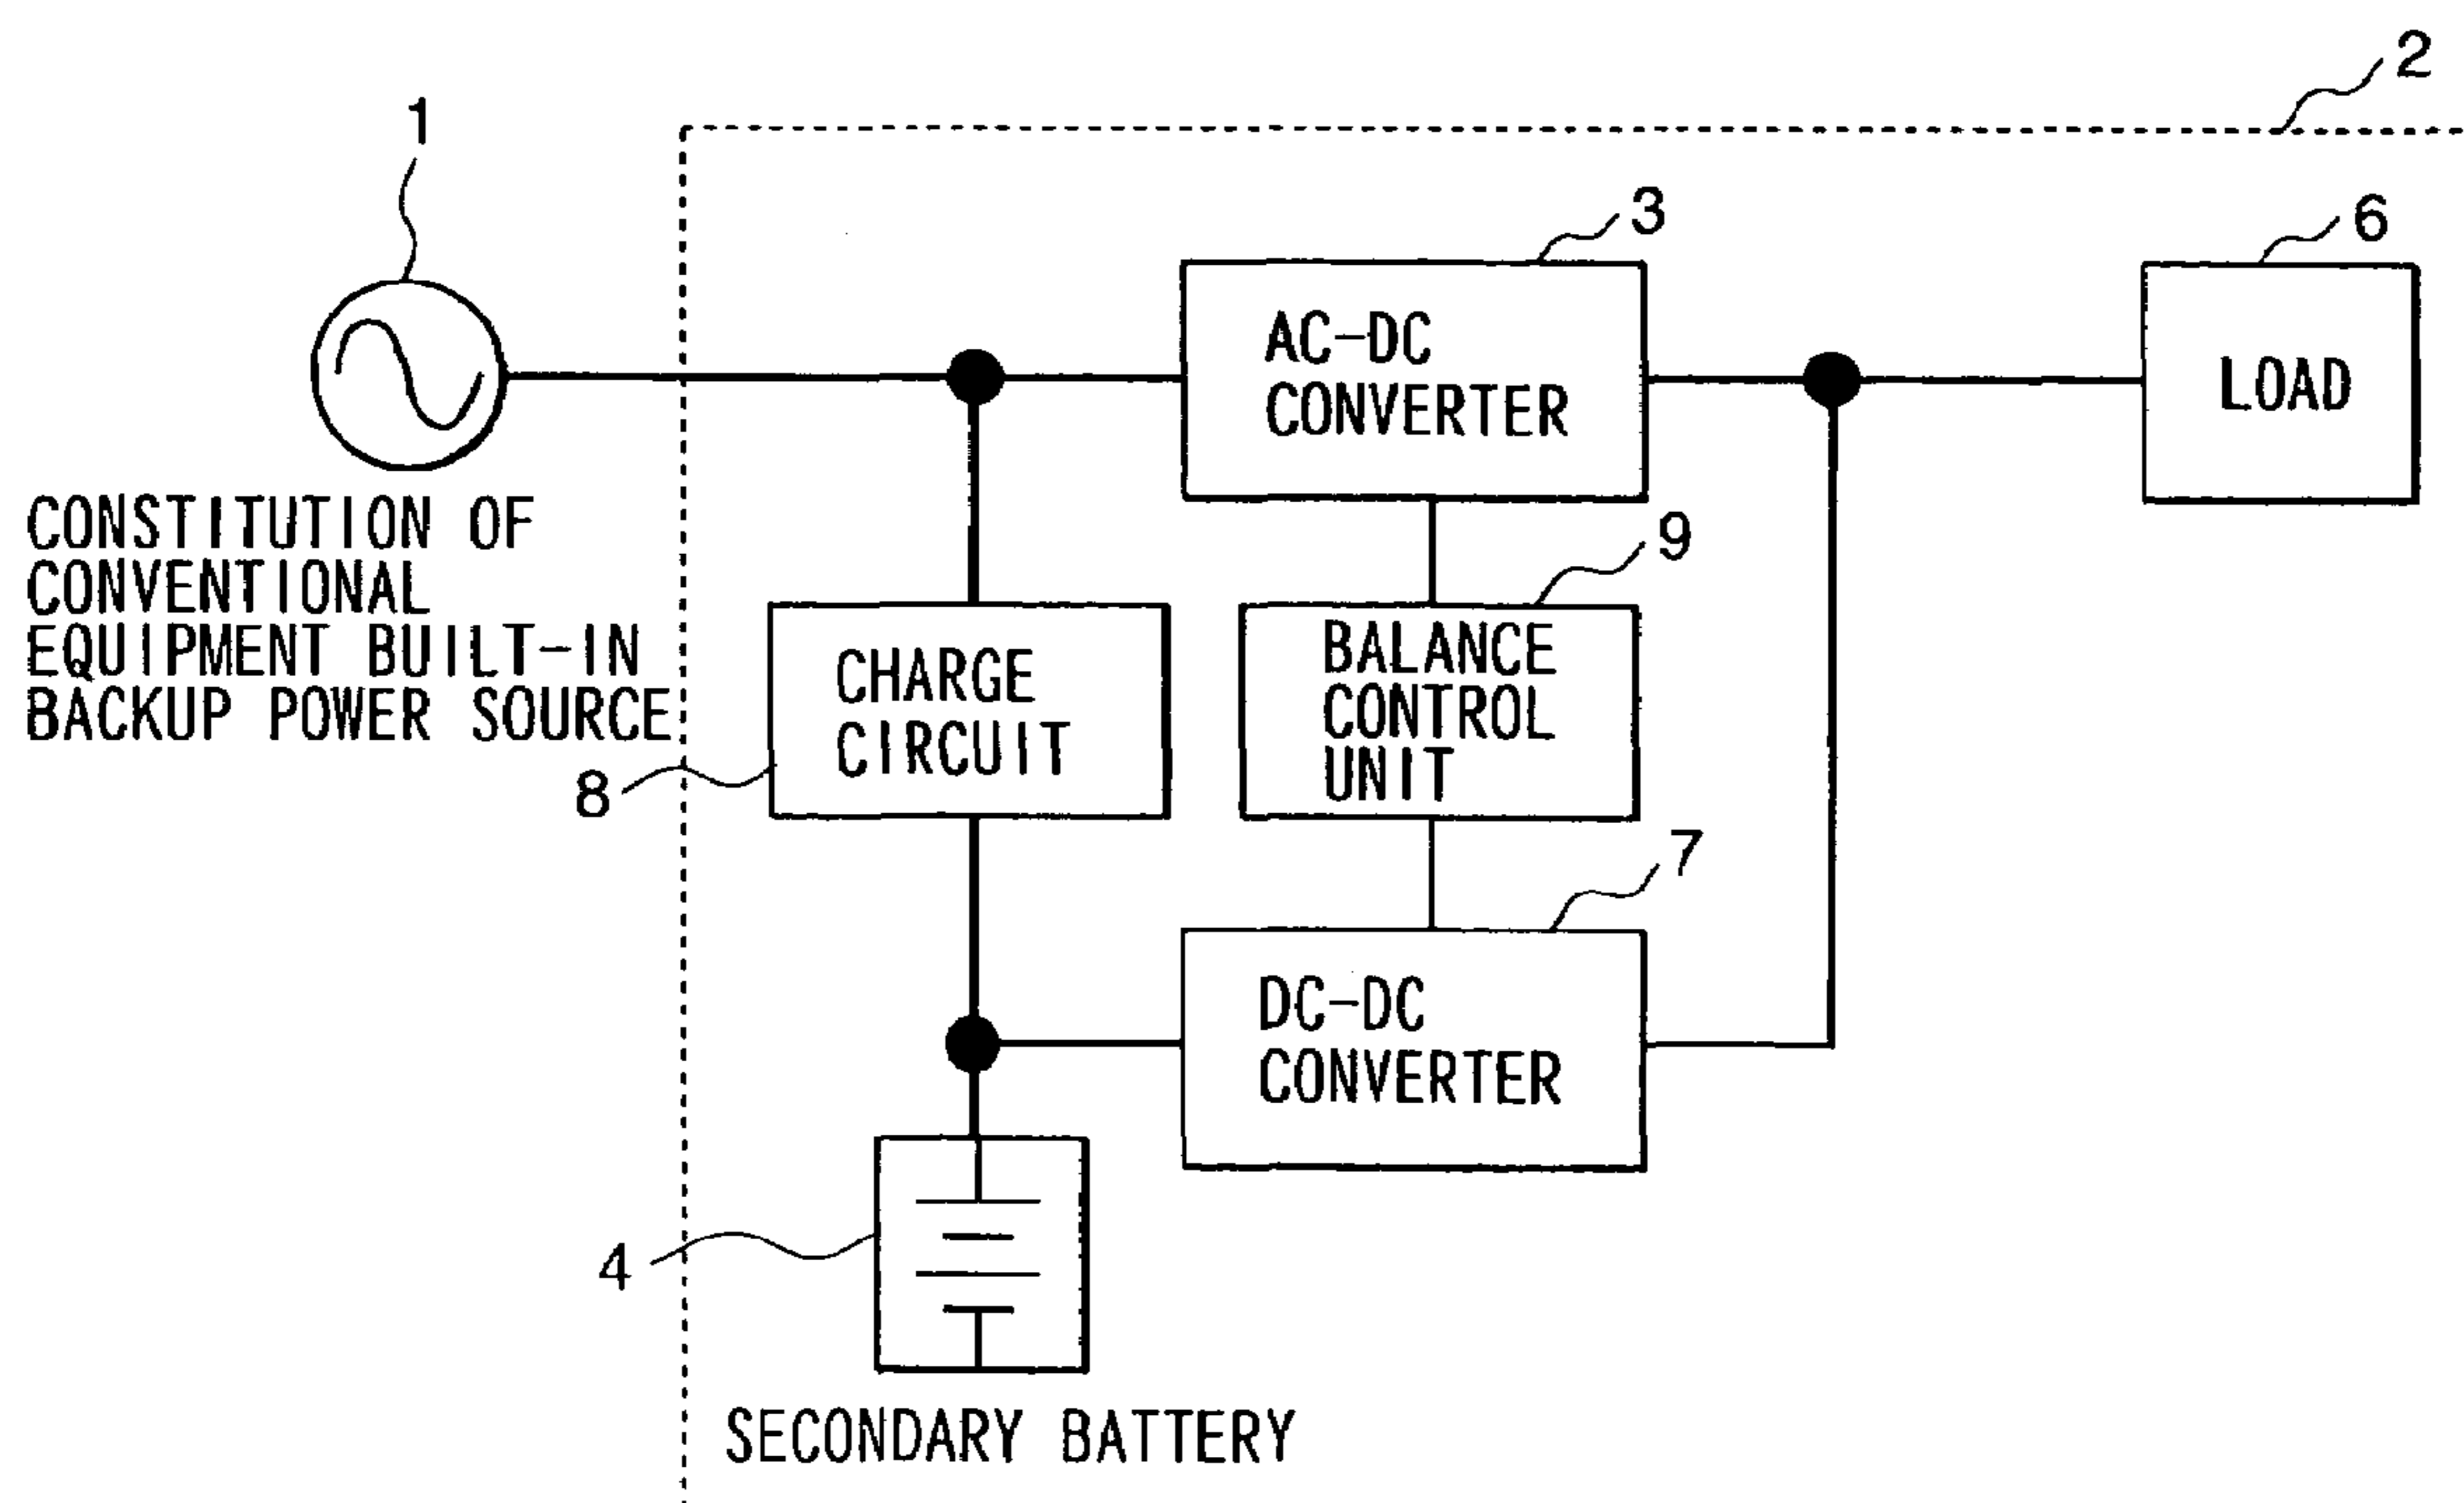 2
1
3
6
AC-DC
CONVERTER
LOAD
CONSTITUTION OF
CONVENTIONAL
EQUIPMENT BUILT-IN
BACKUP POWER SOURCE
9
CHARGE
CIRCUIT
8
BALANCE
CONTROL
UNIT
7
DC-DC
CONVERTER
4
SECONDARY BATTERY